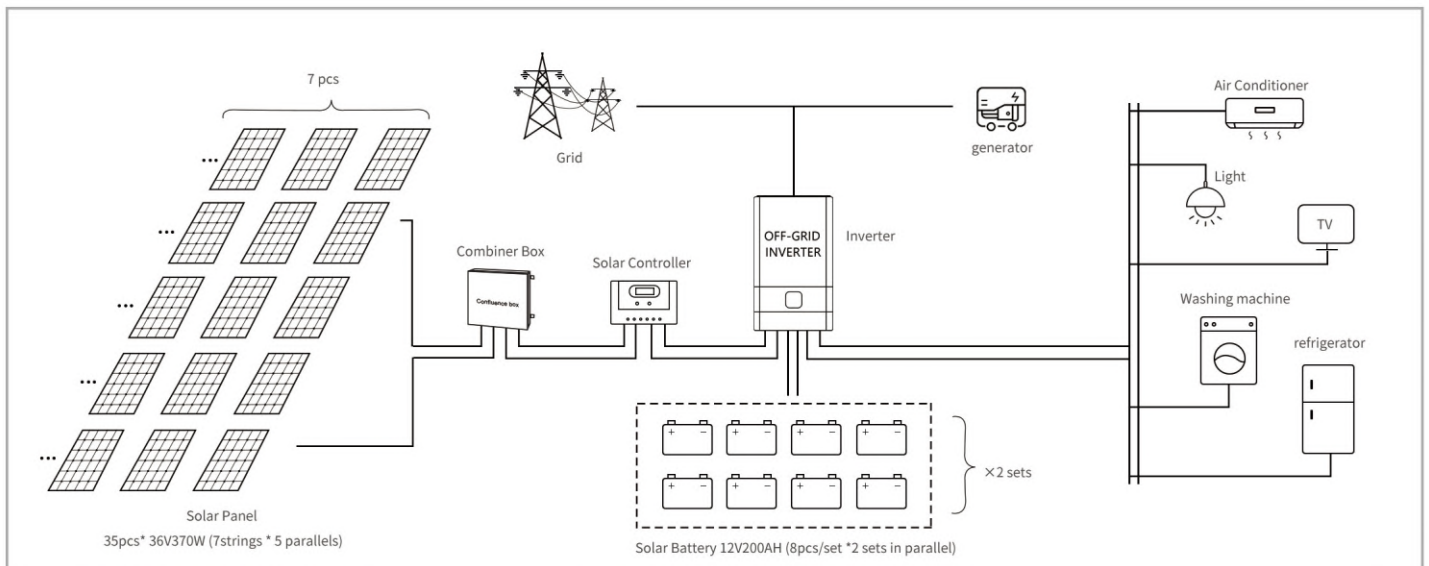 7 pcs
Grid
generator
Air Conditioner
Light
TV
Combiner Box
Confluence box
Solar Controller
OFF-GRID
INVERTER
Inverter
Washing machine
refrigerator
+ − + − + − + −
+ − + − + − + −
×2 sets
Solar Panel
35pcs* 36V370W (7strings * 5 parallels)
Solar Battery 12V200AH (8pcs/set *2 sets in parallel)